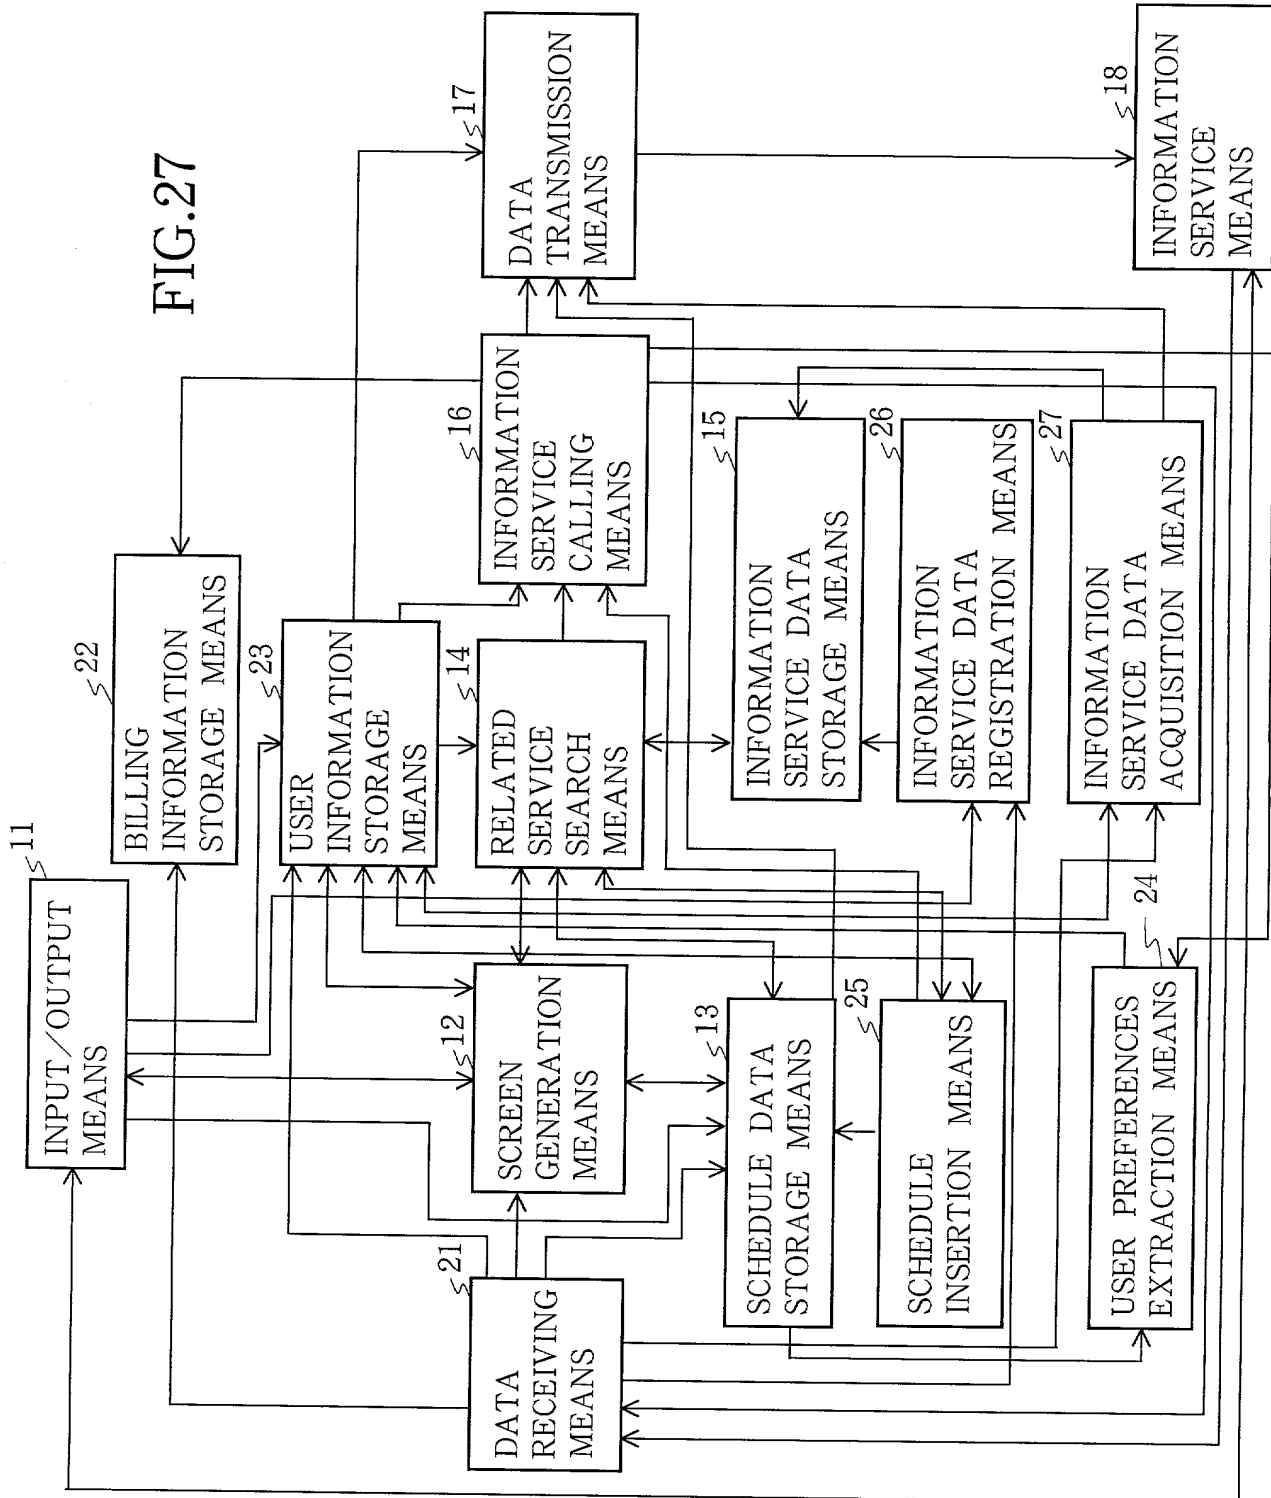 FIG.27
11
INPUT/OUTPUT
MEANS
22
BILLING
INFORMATION
STORAGE MEANS
23
USER
INFORMATION
STORAGE
MEANS
21
DATA
RECEIVING
MEANS
12
SCREEN
GENERATION
MEANS
14
RELATED
SERVICE
SEARCH
MEANS
16
INFORMATION
SERVICE
CALLING
MEANS
17
DATA
TRANSMISSION
MEANS
13
SCHEDULE DATA
STORAGE MEANS
15
INFORMATION
SERVICE DATA
STORAGE MEANS
25
SCHEDULE
INSERTION MEANS
26
INFORMATION
SERVICE DATA
REGISTRATION MEANS
24
USER PREFERENCES
EXTRACTION MEANS
27
INFORMATION
SERVICE DATA
ACQUISITION MEANS
18
INFORMATION
SERVICE
MEANS